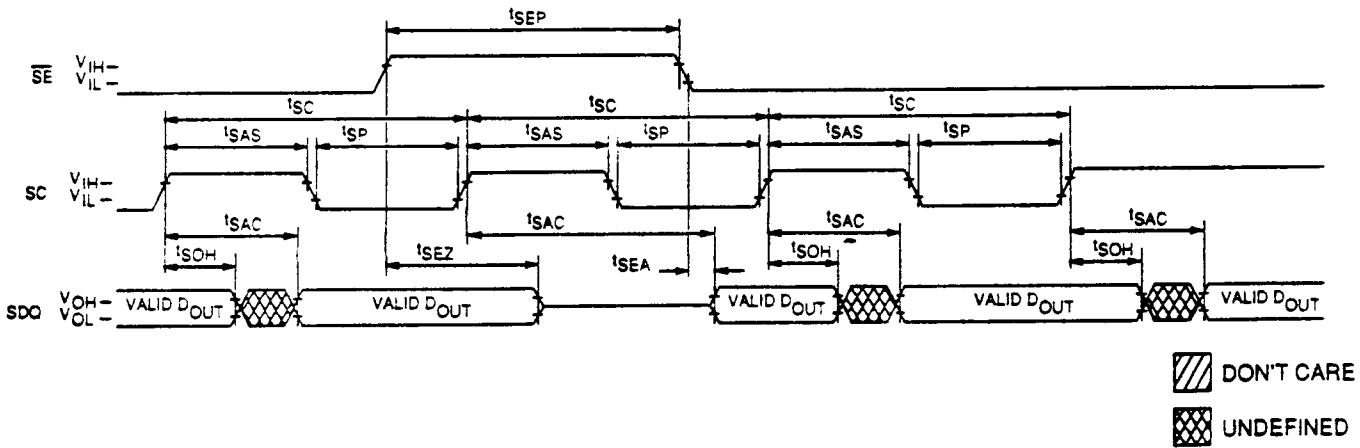 tSEP
SE VIH
VIL
tSC tSC tSC
tSAS tSP tSAS tSP tSAS tSP
SC VIH
VIL
tSAC tSAC tSAC tSAC
tSOH tSEZ tSEA tSOH tSOH
SDQ VOH
VOL
VALID DOUT VALID DOUT VALID DOUT VALID DOUT VALID DOUT
DON'T CARE
UNDEFINED